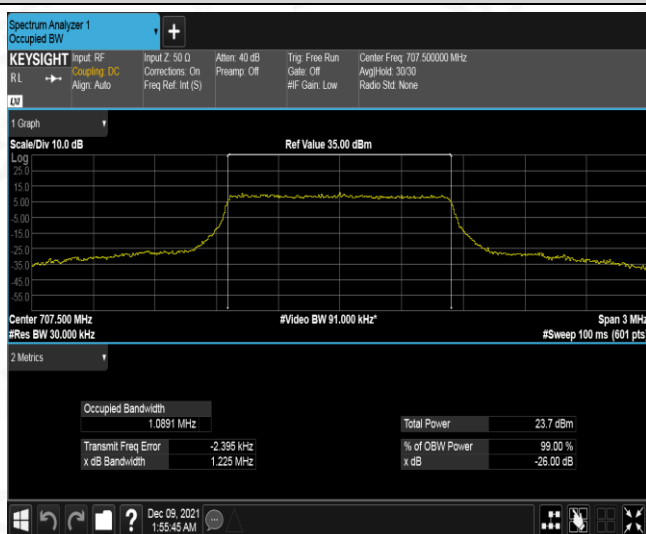 Spectrum Analyzer 1
Occupied BW
+
KEYSIGHT
RL
LXI
Input: RF
Coupling: DC
Align: Auto
Input Z: 50 Ω
Corrections: On
Freq Ref: Int (S)
Atten: 40 dB
Preamp: Off
Trig: Free Run
Gate: Off
#IF Gain: Low
Center Freq: 707.500000 MHz
Avg|Hold: 30/30
Radio Std: None
1 Graph
Scale/Div 10.0 dB
Ref Value 35.00 dBm
Log
25.0
15.0
5.00
-5.00
-15.0
-25.0
-35.0
-45.0
-55.0
Center 707.500 MHz
#Video BW 91.000 kHz*
Span 3 MHz
#Res BW 30.000 kHz
#Sweep 100 ms (601 pts)
2 Metrics
Occupied Bandwidth
1.0891 MHz
Total Power 23.7 dBm
Transmit Freq Error -2.395 kHz
% of OBW Power 99.00 %
x dB Bandwidth 1.225 MHz
x dB -26.00 dB
?
Dec 09, 2021
1:55:45 AM